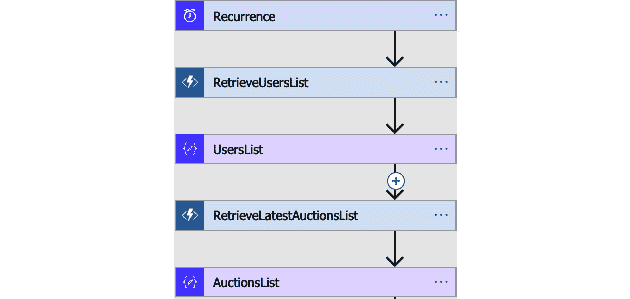 Recurrence
RetrieveUsersList
UsersList
RetrieveLatestAuctionsList
AuctionsList